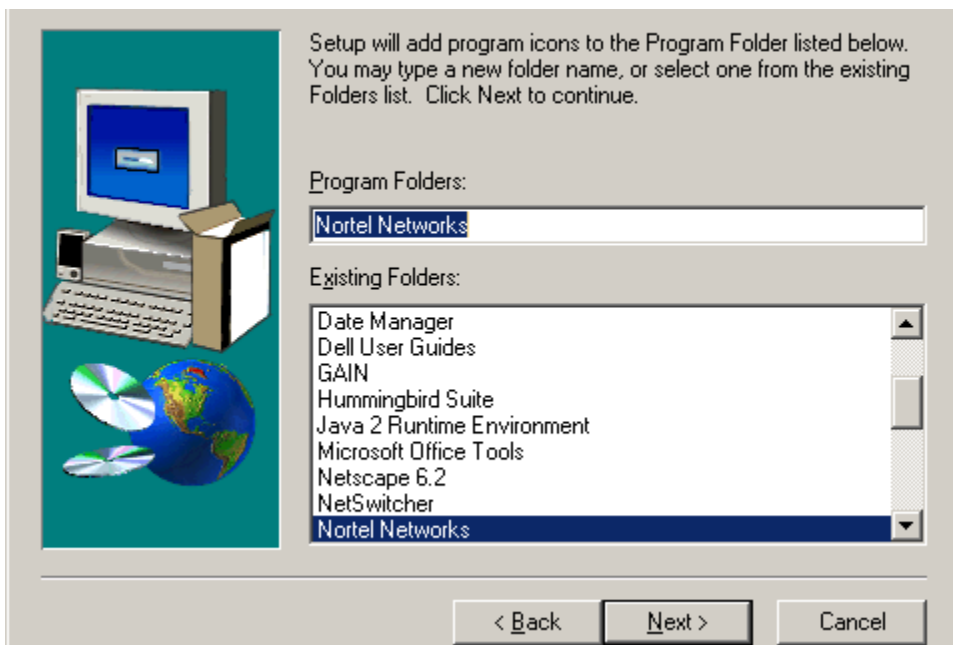 Setup will add program icons to the Program Folder listed below.
You may type a new folder name, or select one from the existing
Folders list. Click Next to continue.
Program Folders:
Nortel Networks
Existing Folders:
Date Manager
Dell User Guides
GAIN
Hummingbird Suite
Java 2 Runtime Environment
Microsoft Office Tools
Netscape 6.2
NetSwitcher
Nortel Networks
< Back
Next >
Cancel